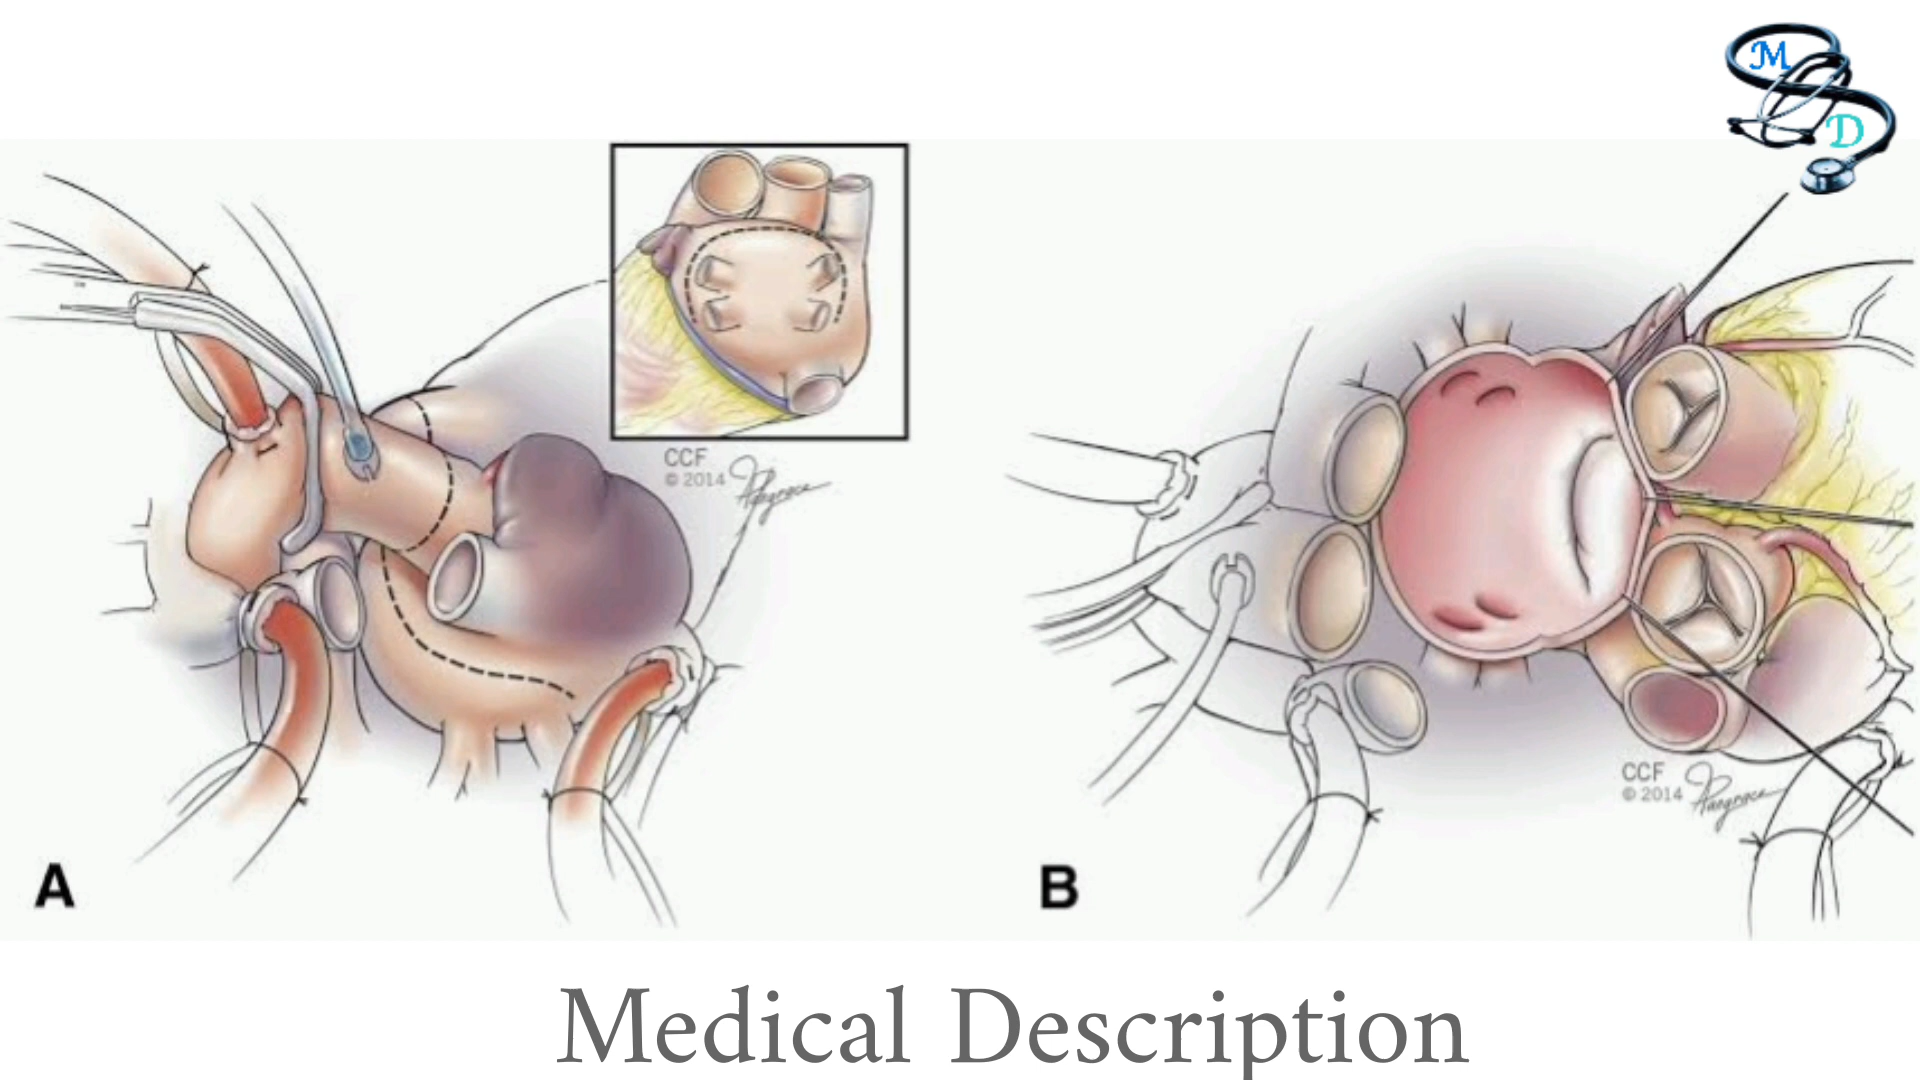 M
D
CCF
© 2014
CCF
© 2014
A
B
Medical Description